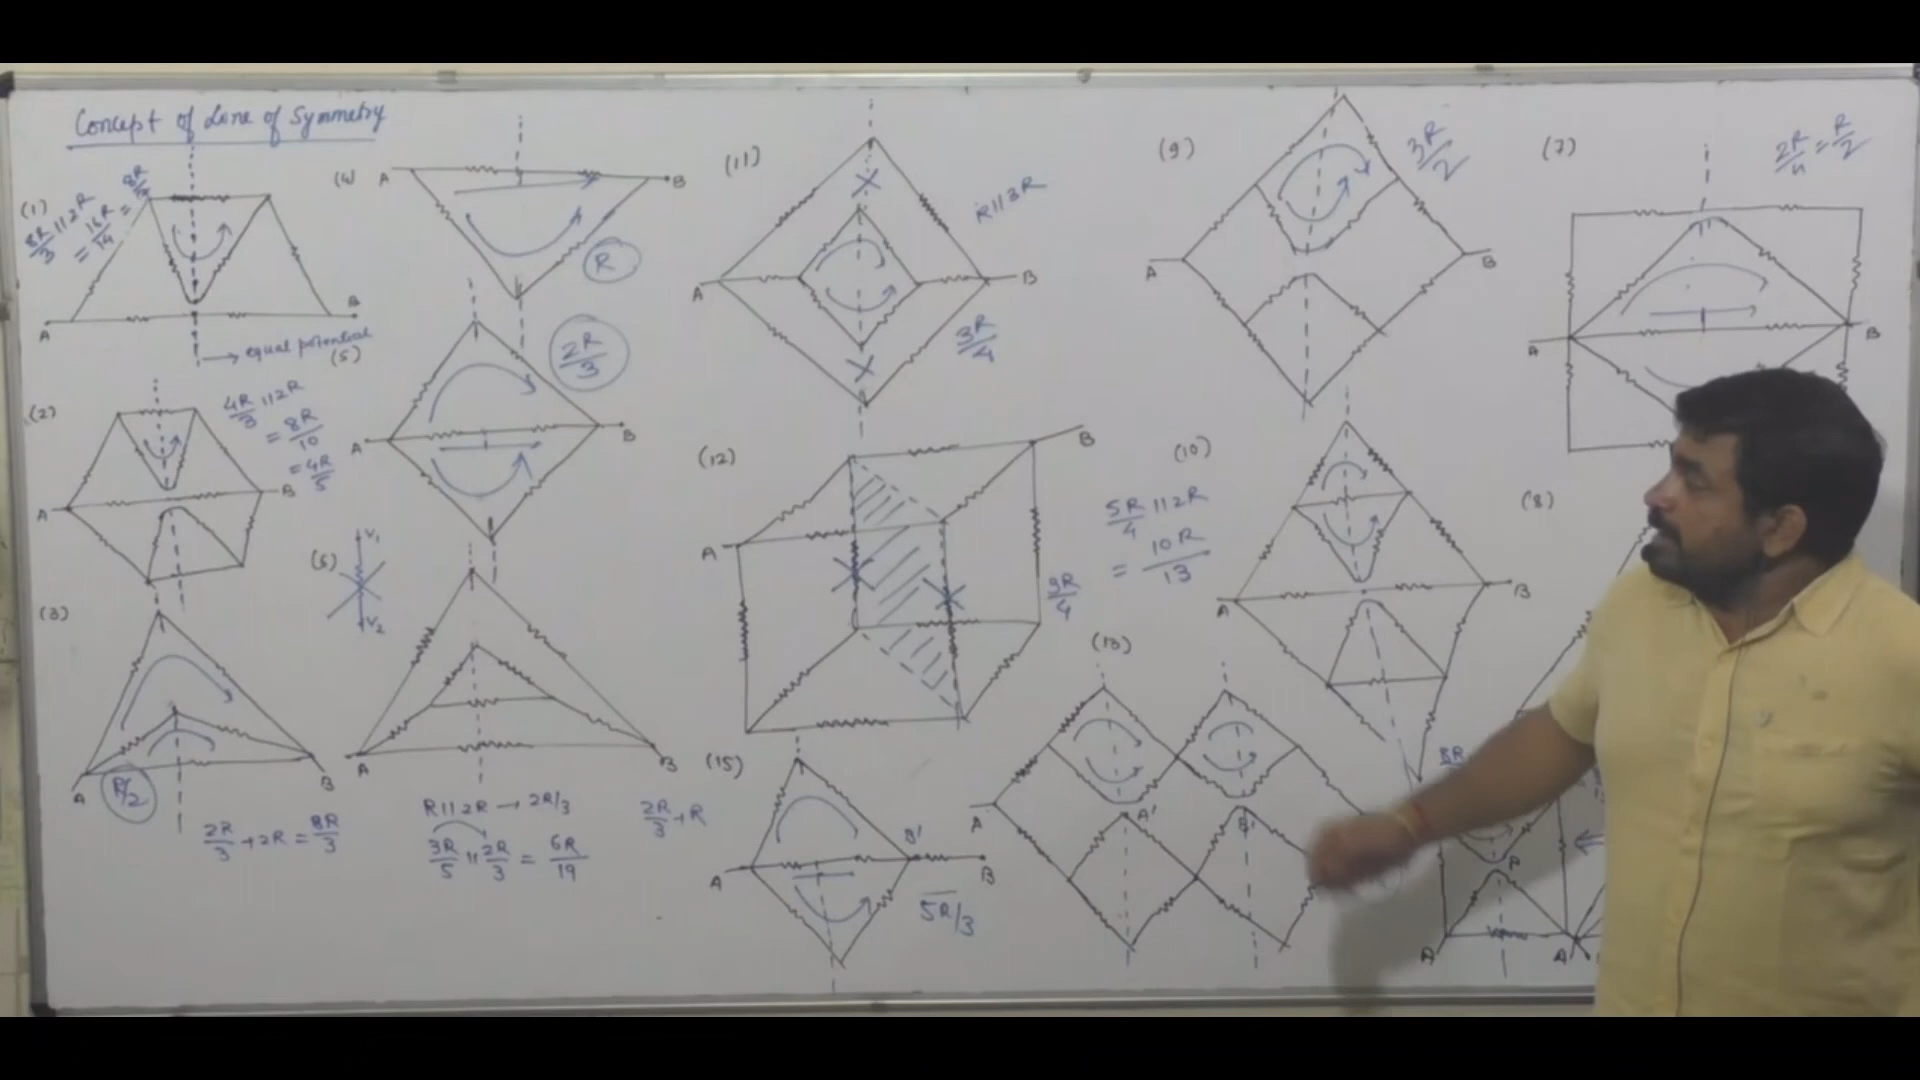 Concept of Line of Symmetry
(1)
8R/3 || 2R
= 16R/14 = 8R/7
A
B
→ equal potential
(2)
4R/3 || 2R
= 8R/10
= 4R/5
A
B
(3)
A
B
R/2
2R/3 + 2R = 8R/3
(4)
A
B
R
(5)
2R/3
A
B
(6)
V1
V2
A
B
R || 2R → 2R/3
2R/3 + R
3R/5 || 2R/3 = 6R/19
(11)
R || 3R
A
B
3R/4
(12)
A
B
3R/4
(15)
A
B'
B
5R/3
(9)
3R/2
A
B
(10)
5R/4 || 2R
= 10R/13
A
B
(13)
A
A'
B'
(7)
2R/4 = R/2
A
B
(8)
8R
P
A